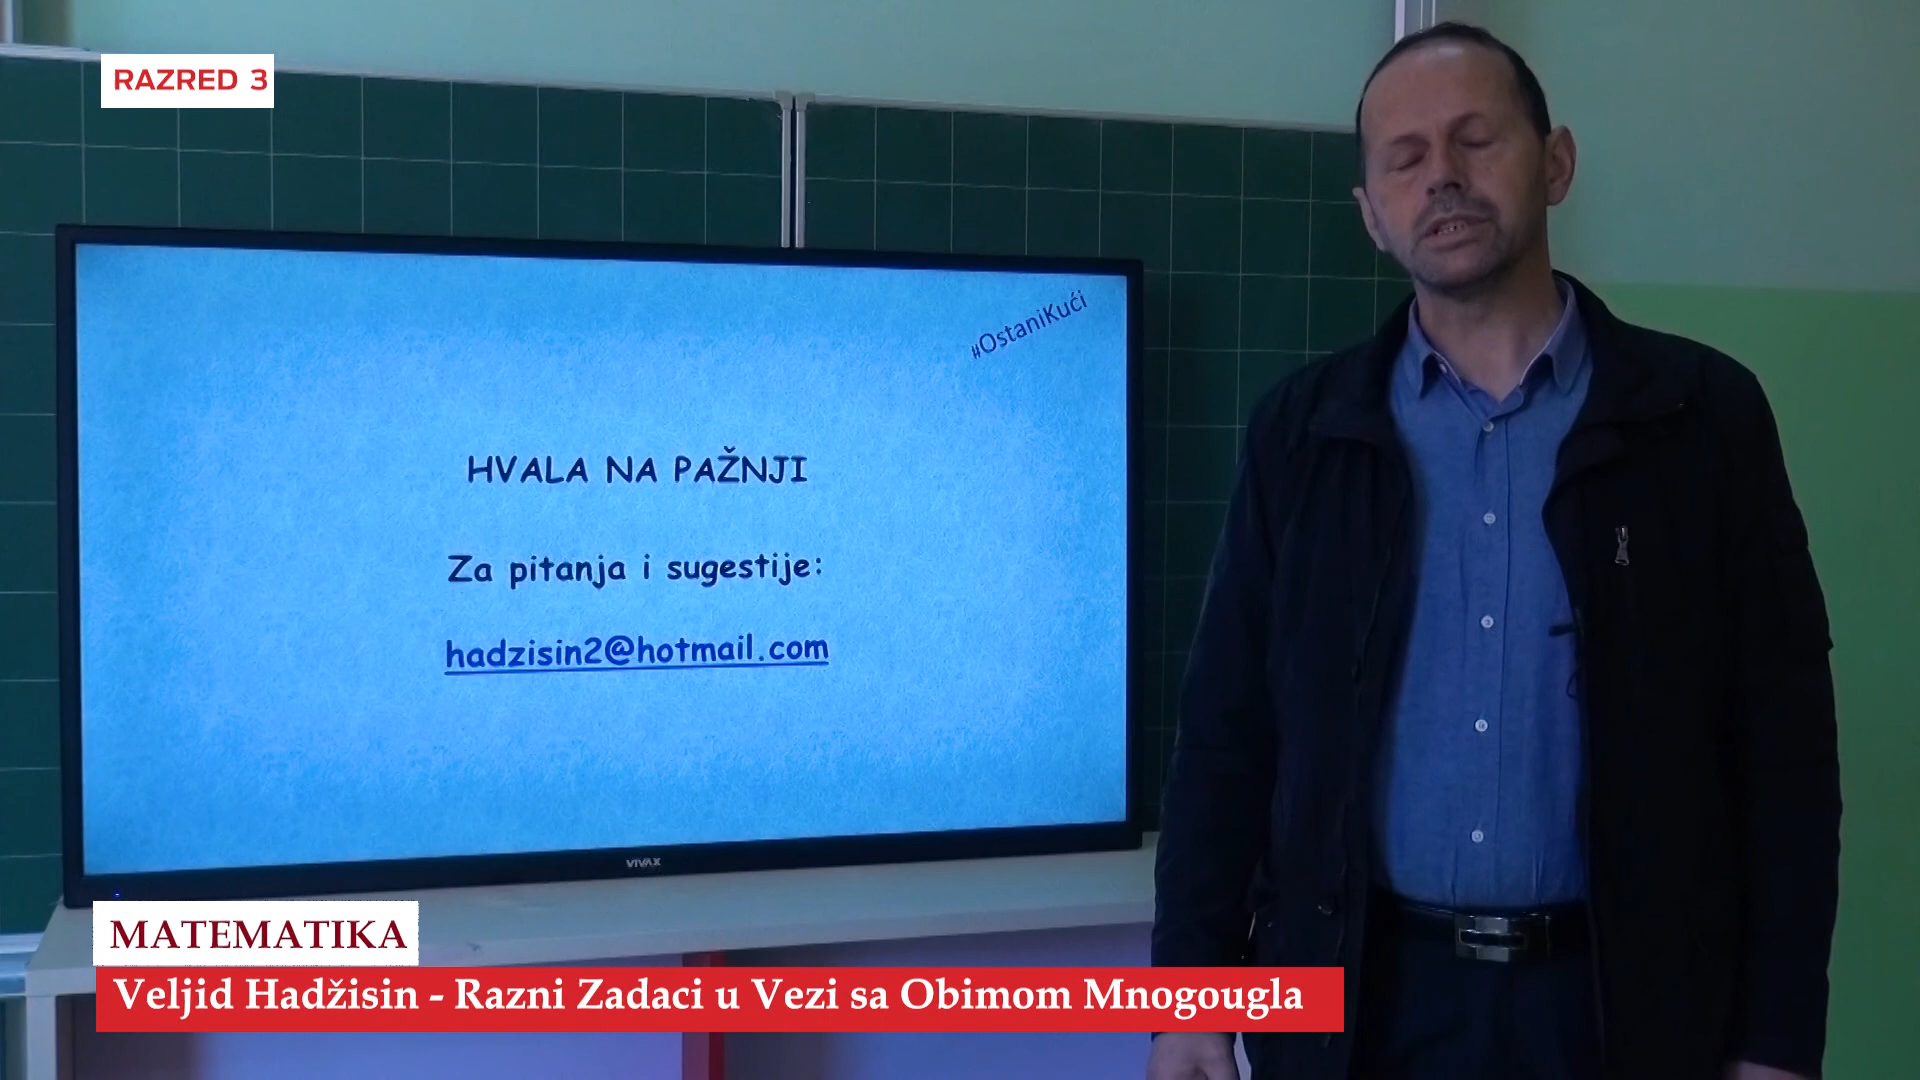 RAZRED 3
#OstaniKući
HVALA NA PAŽNJI
Za pitanja i sugestije:
hadzisin2@hotmail.com
VIVAX
MATEMATIKA
Veljid Hadžisin - Razni Zadaci u Vezi sa Obimom Mnogougla